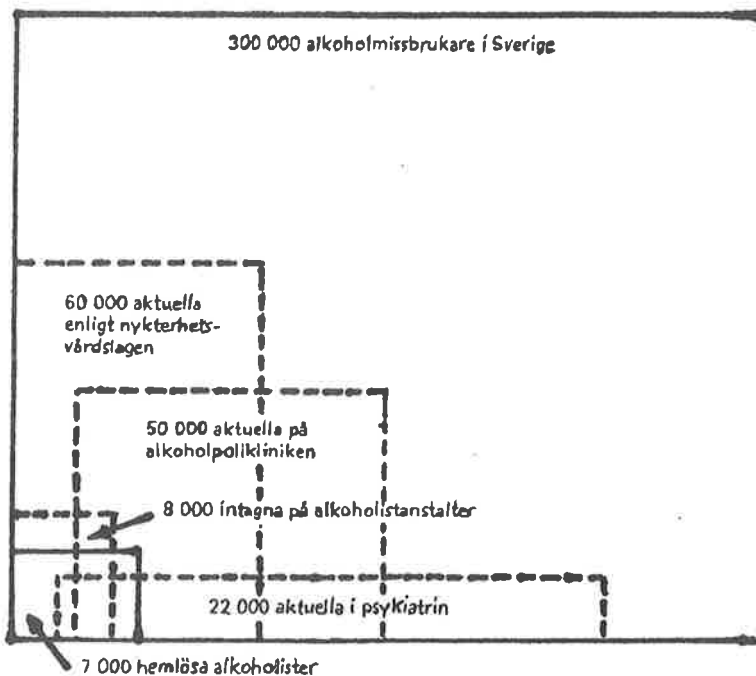 300 000 alkoholmissbrukare i Sverige
60 000 aktuella
enligt nykterhets-
vårdslagen
50 000 aktuella på
alkoholpolikliniken
8 000 intagna på alkoholistanstalter
22 000 aktuella i psykiatrin
7 000 hemlösa alkoholister